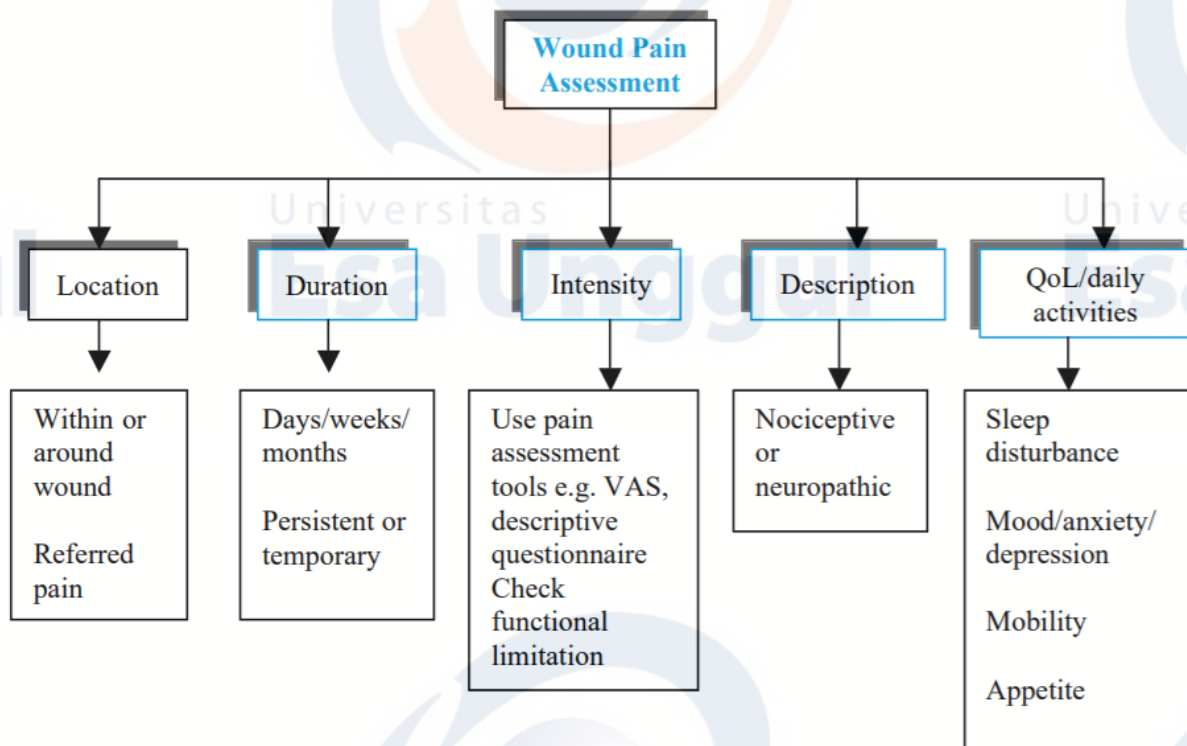 Wound Pain
Assessment
Universitas
Esa Unggul
Location
Duration
Intensity
Description
QoL/daily
activities
Within or
around
wound
Referred
pain
Days/weeks/
months
Persistent or
temporary
Use pain
assessment
tools e.g. VAS,
descriptive
questionnaire
Check
functional
limitation
Nociceptive
or
neuropathic
Sleep
disturbance
Mood/anxiety/
depression
Mobility
Appetite